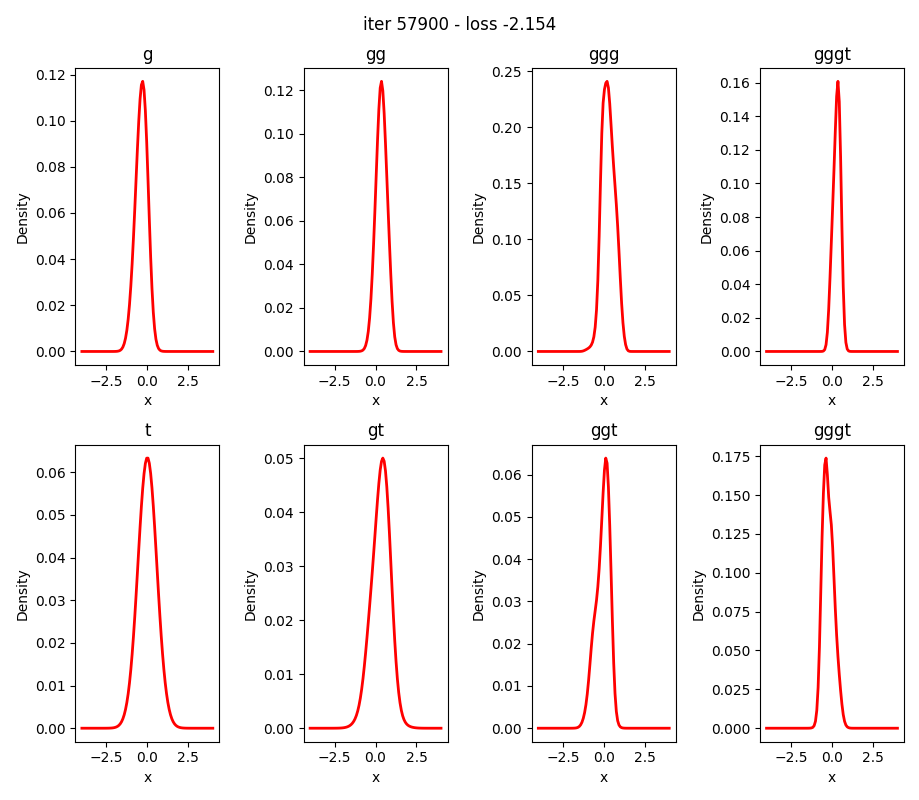 iter 57900 - loss -2.154
g gg ggg gggt
0.12 0.10 0.08 0.06 0.04 0.02 0.00
Density
−2.5 0.0 2.5
x
0.12 0.10 0.08 0.06 0.04 0.02 0.00
Density
−2.5 0.0 2.5
x
0.25 0.20 0.15 0.10 0.05 0.00
Density
−2.5 0.0 2.5
x
0.16 0.14 0.12 0.10 0.08 0.06 0.04 0.02 0.00
Density
−2.5 0.0 2.5
x
t gt ggt gggt
0.06 0.05 0.04 0.03 0.02 0.01 0.00
Density
−2.5 0.0 2.5
x
0.05 0.04 0.03 0.02 0.01 0.00
Density
−2.5 0.0 2.5
x
0.06 0.05 0.04 0.03 0.02 0.01 0.00
Density
−2.5 0.0 2.5
x
0.175 0.150 0.125 0.100 0.075 0.050 0.025 0.000
Density
−2.5 0.0 2.5
x